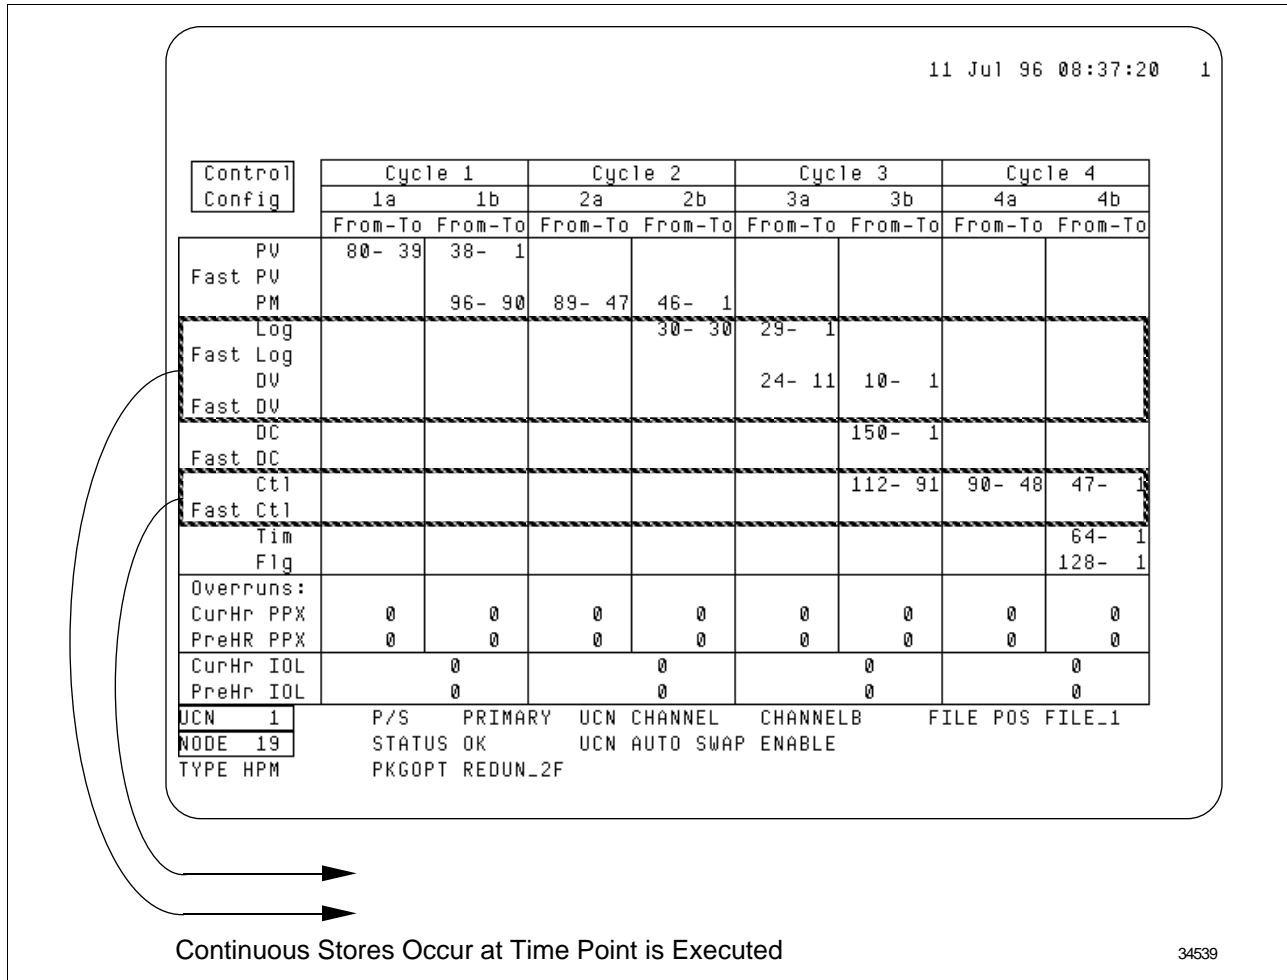 11 Jul 96 08:37:20 1
Control Cycle 1 Cycle 2 Cycle 3 Cycle 4
Config 1a 1b 2a 2b 3a 3b 4a 4b
From-To From-To From-To From-To From-To From-To From-To From-To
PV 80- 39 38- 1
Fast PV
PM 96- 90 89- 47 46- 1
Log 30- 30 29- 1
Fast Log
DV 24- 11 10- 1
Fast DV
DC 150- 1
Fast DC
Ctl 112- 91 90- 48 47- 1
Fast Ctl
Tim 64- 1
Flg 128- 1
Overruns:
CurHr PPX 0 0 0 0 0 0 0 0
PreHR PPX 0 0 0 0 0 0 0 0
CurHr IOL 0 0 0 0
PreHr IOL 0 0 0 0
UCN 1 P/S PRIMARY UCN CHANNEL CHANNELB FILE POS FILE_1
NODE 19 STATUS OK UCN AUTO SWAP ENABLE
TYPE HPM PKGOPT REDUN_2F
Continuous Stores Occur at Time Point is Executed
34539